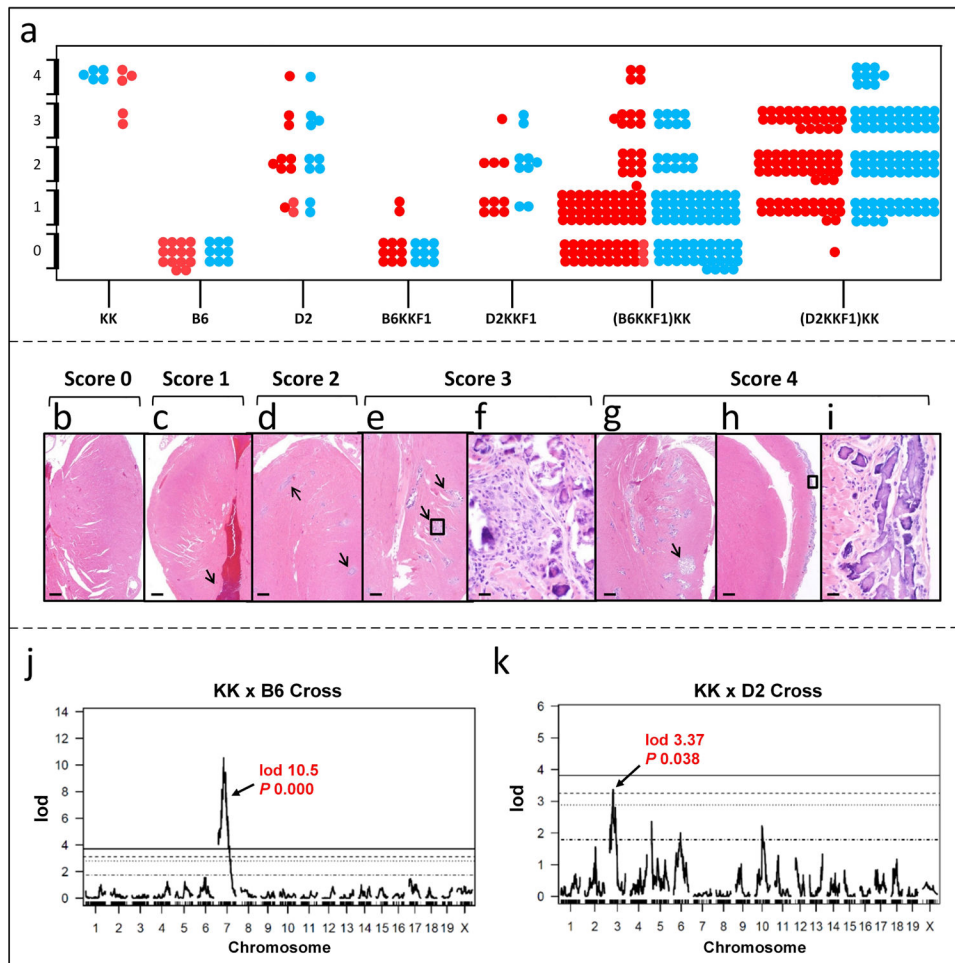 a
4
3
2
1
0
KK B6 D2 B6KKF1 D2KKF1 (B6KKF1)KK (D2KKF1)KK
Score 0 Score 1 Score 2 Score 3 Score 4
b c d e f g h i
j k
KK x B6 Cross
14
12
10
8
6
4
2
0
lod
lod 10.5
P 0.000
1 2 3 4 5 6 7 8 9 10 11 12 13 14 15 16 17 18 19 X
Chromosome
KK x D2 Cross
6
5
4
3
2
1
0
lod
lod 3.37
P 0.038
1 2 3 4 5 6 7 8 9 10 11 12 13 14 15 16 17 18 19 X
Chromosome